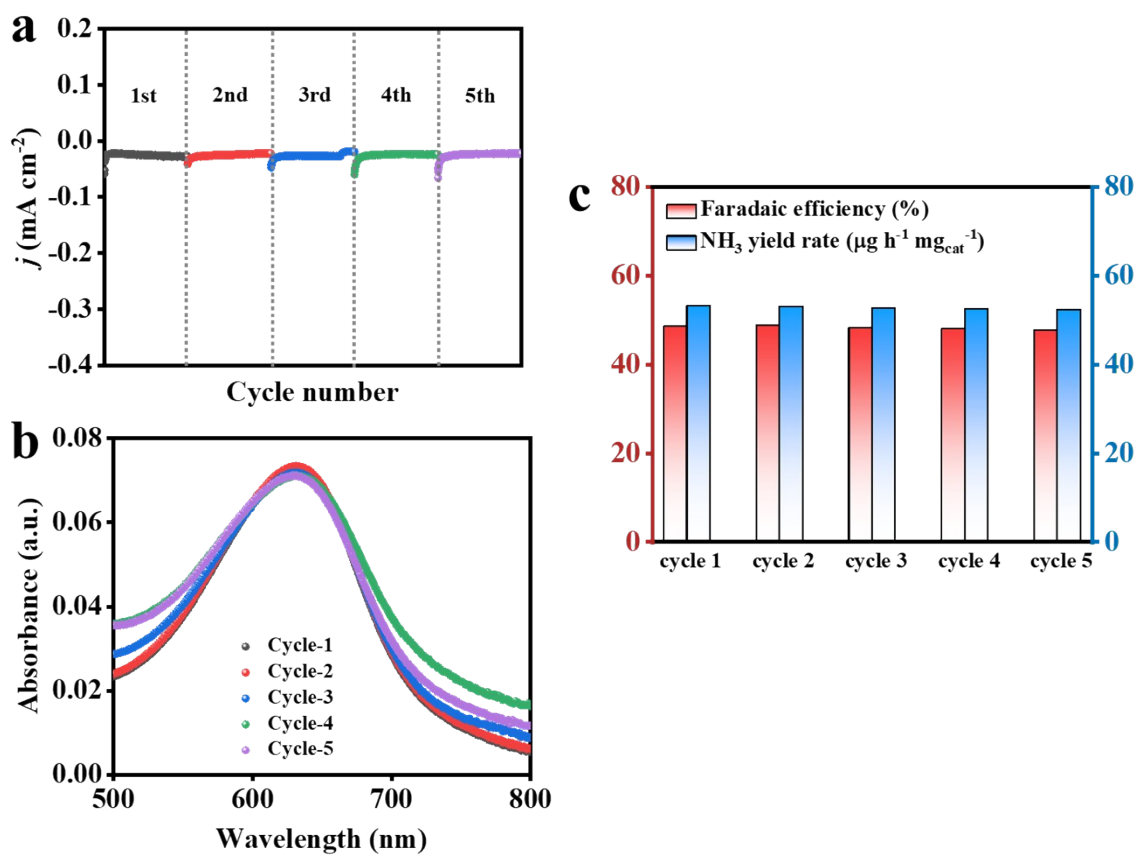 a
0.2
0.1
0.0
-0.1
-0.2
-0.3
-0.4
j (mA cm⁻²)
1st 2nd 3rd 4th 5th
Cycle number
b
0.08
0.06
0.04
0.02
0.00
Absorbance (a.u.)
Cycle-1
Cycle-2
Cycle-3
Cycle-4
Cycle-5
500 600 700 800
Wavelength (nm)
c
80
60
40
20
0
Faradaic efficiency (%)
NH₃ yield rate (μg h⁻¹ mg_cat⁻¹)
80
60
40
20
0
cycle 1 cycle 2 cycle 3 cycle 4 cycle 5